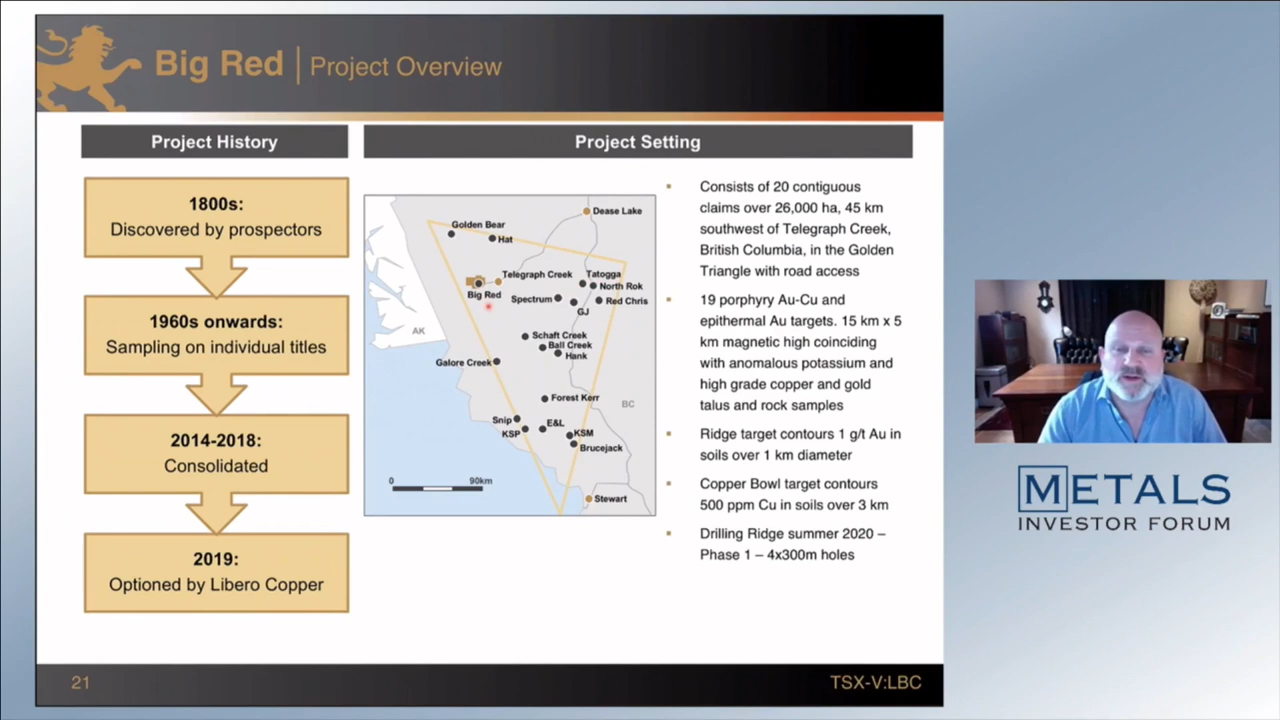 Big Red | Project Overview
Project History
1800s:
Discovered by prospectors
1960s onwards:
Sampling on individual titles
2014-2018:
Consolidated
2019:
Optioned by Libero Copper
Project Setting
Dease Lake
Golden Bear
Hat
Telegraph Creek
Tatogga
Big Red
North Rok
Spectrum
Red Chris
GJ
AK
Schaft Creek
Ball Creek
Hank
Galore Creek
Forrest Kerr
BC
Snip
E&L
KSP
KSM
Brucejack
0 90km
Stewart
Consists of 20 contiguous
claims over 26,000 ha, 45 km
southwest of Telegraph Creek,
British Columbia, in the Golden
Triangle with road access
19 porphyry Au-Cu and
epithermal Au targets. 15 km x 5
km magnetic high coinciding
with anomalous potassium and
high grade copper and gold
talus and rock samples
Ridge target contours 1 g/t Au in
soils over 1 km diameter
Copper Bowl target contours
500 ppm Cu in soils over 3 km
Drilling Ridge summer 2020 –
Phase 1 – 4x300m holes
METALS
INVESTOR FORUM
21
TSX-V:LBC